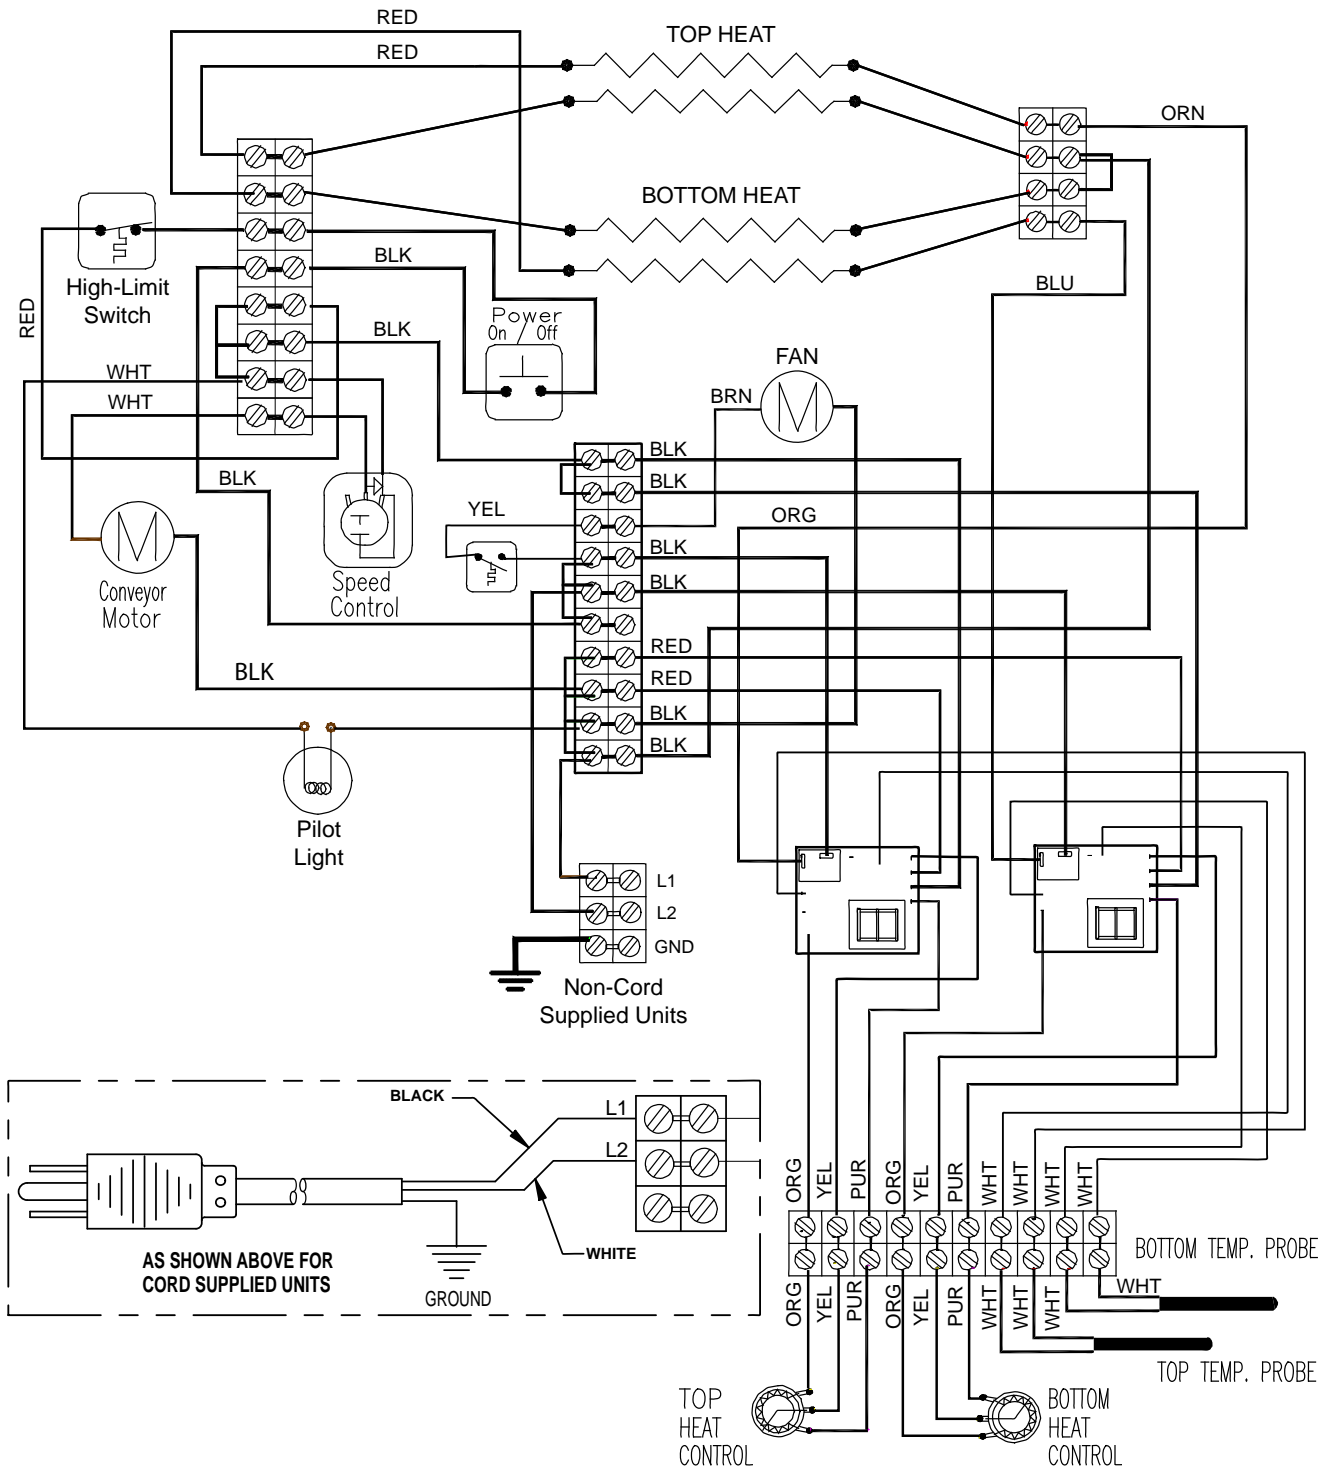 RED
TOP HEAT
RED
ORN
BOTTOM HEAT
BLK
High-Limit
Switch
BLU
RED
Power
On / Off
BLK
FAN
WHT
BRN
WHT
BLK
BLK
BLK
YEL
ORG
BLK
Speed
Control
BLK
Conveyor
Motor
RED
BLK
RED
BLK
BLK
Pilot
Light
L1
L2
GND
Non-Cord
Supplied Units
BLACK
L1
L2
WHITE
AS SHOWN ABOVE FOR
CORD SUPPLIED UNITS
GROUND
ORG
YEL
PUR
ORG
YEL
PUR
WHT
WHT
WHT
WHT
BOTTOM TEMP. PROBE
ORG
YEL
PUR
ORG
YEL
PUR
WHT
WHT
WHT
WHT
TOP TEMP. PROBE
TOP
HEAT
CONTROL
BOTTOM
HEAT
CONTROL